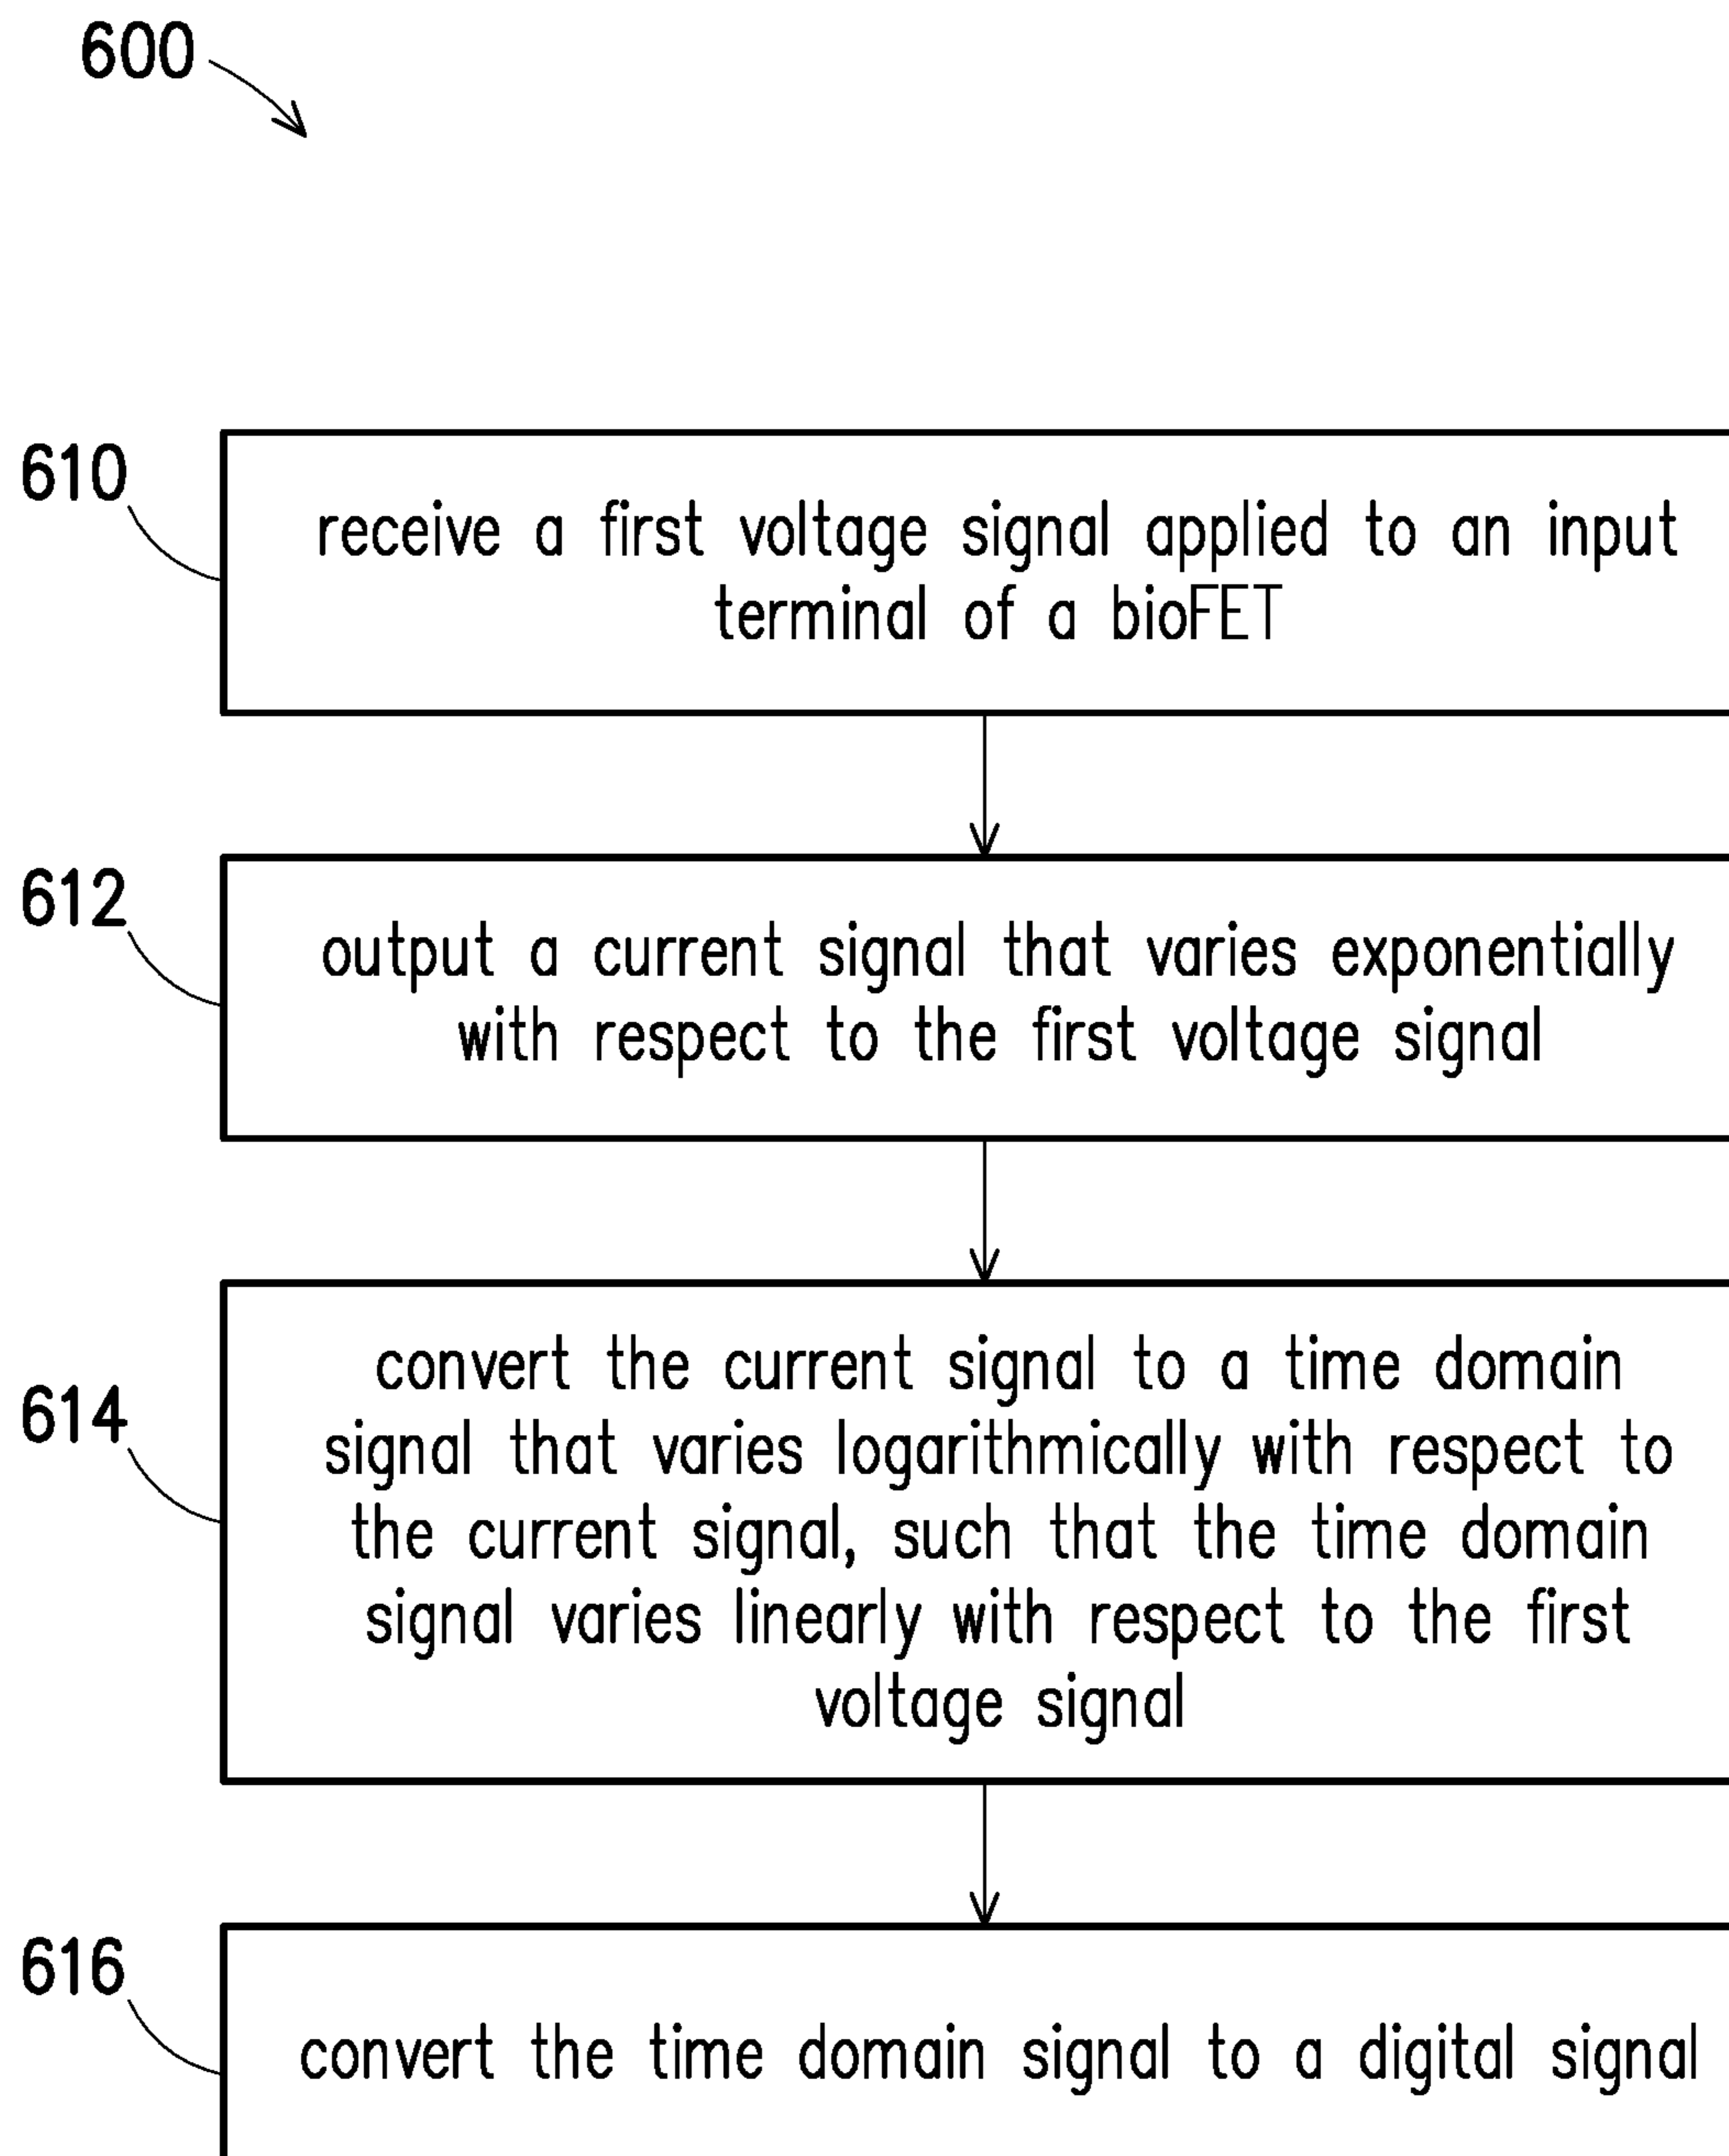 600
610
receive a first voltage signal applied to an input
terminal of a bioFET
612
output a current signal that varies exponentially
with respect to the first voltage signal
614
convert the current signal to a time domain
signal that varies logarithmically with respect to
the current signal, such that the time domain
signal varies linearly with respect to the first
voltage signal
616
convert the time domain signal to a digital signal